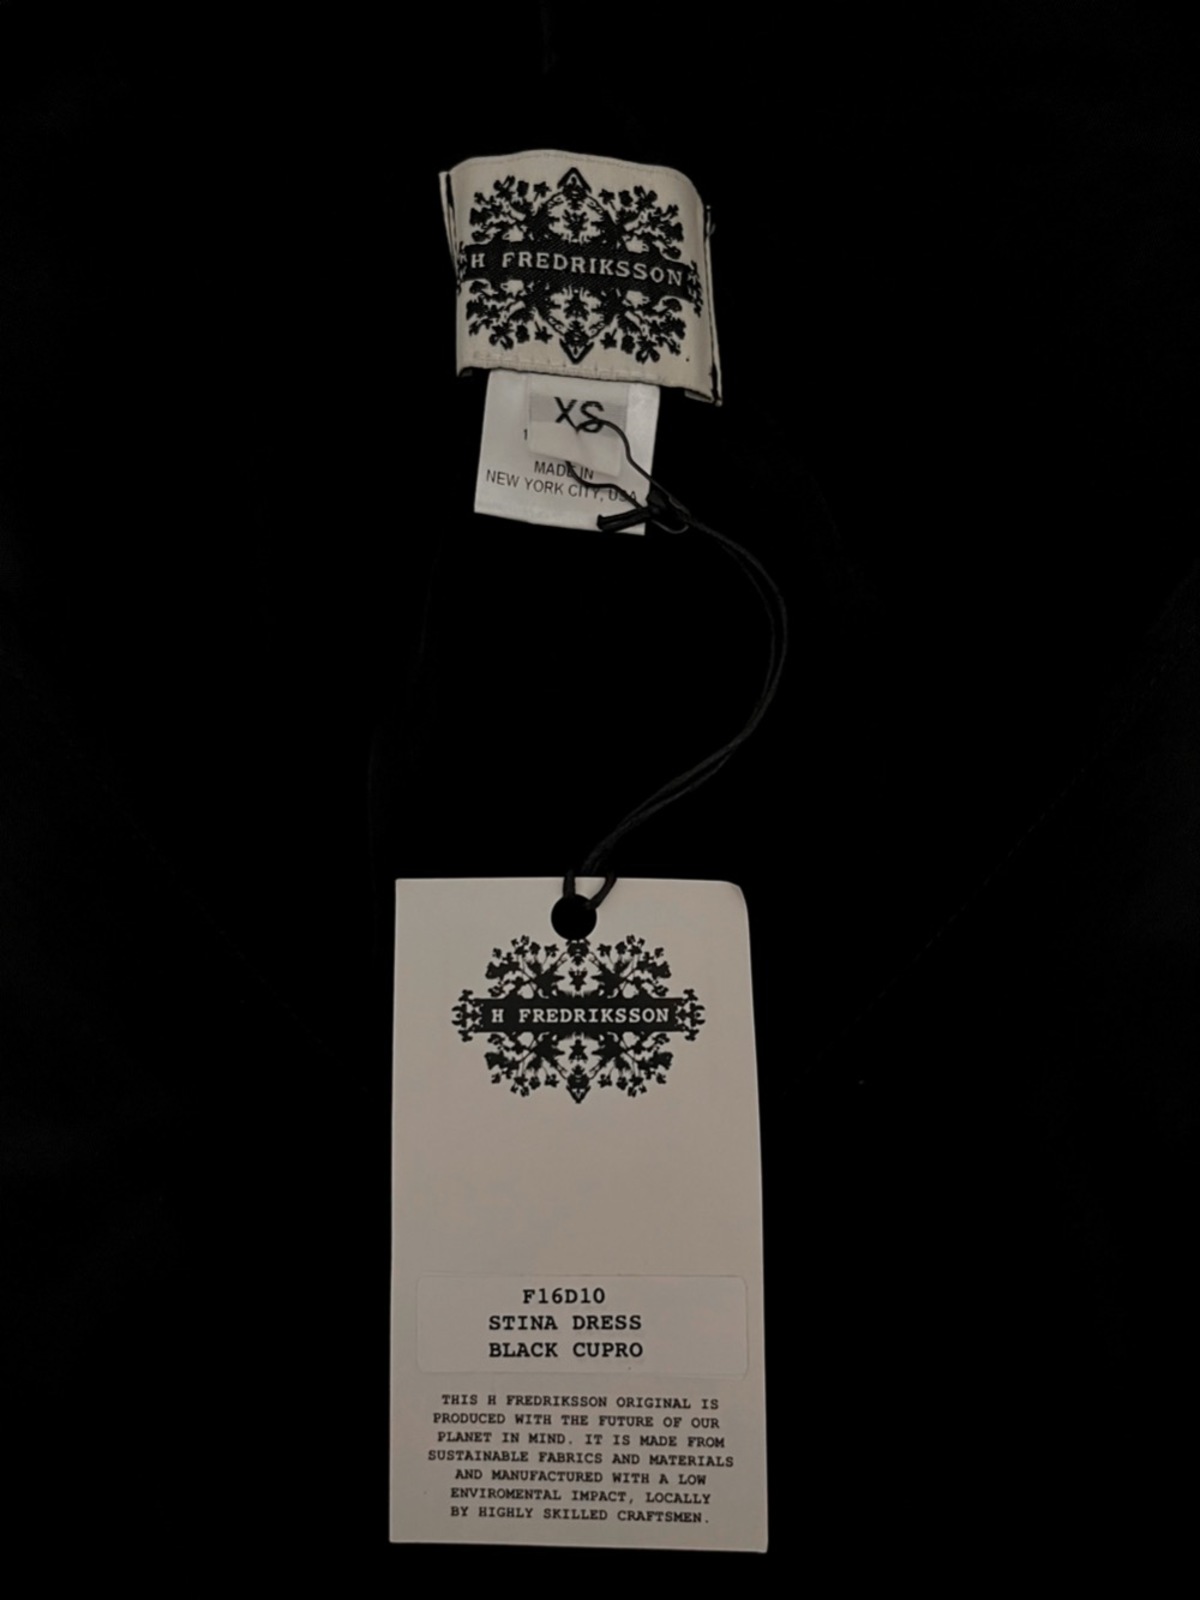 H FREDRIKSSON
XS
1
MADE IN
NEW YORK CITY, USA
H FREDRIKSSON
F16D10
STINA DRESS
BLACK CUPRO
THIS H FREDRIKSSON ORIGINAL IS
PRODUCED WITH THE FUTURE OF OUR
PLANET IN MIND. IT IS MADE FROM
SUSTAINABLE FABRICS AND MATERIALS
AND MANUFACTURED WITH A LOW
ENVIROMENTAL IMPACT, LOCALLY
BY HIGHLY SKILLED CRAFTSMEN.